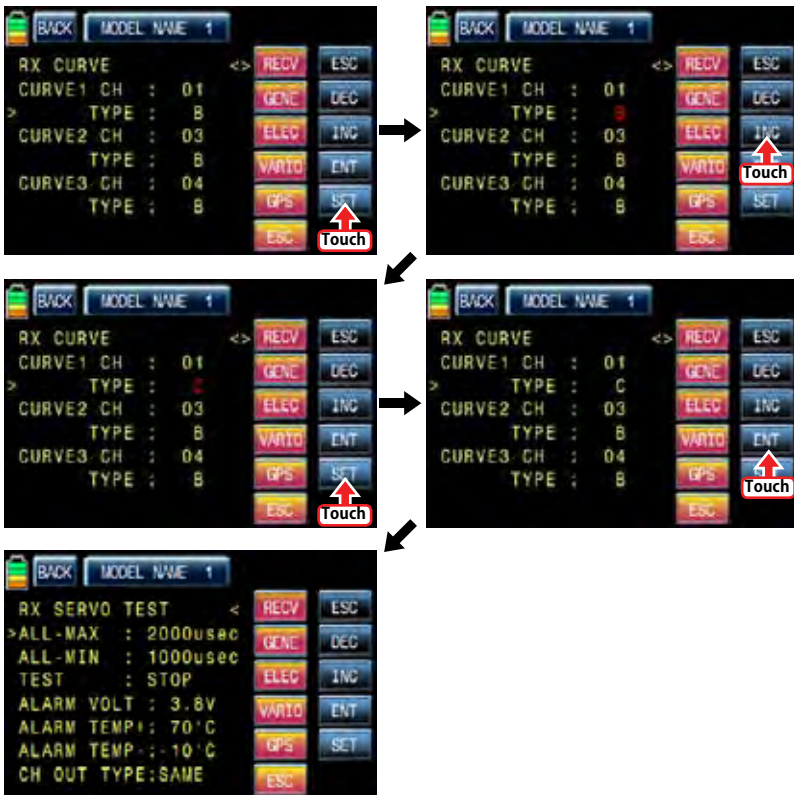 BACK MODEL NAME 1
RX CURVE <> RECV ESC
CURVE1 CH : 01 GENE DEC
> TYPE : B
CURVE2 CH : 03 ELEC INC
TYPE : B VARIO ENT
CURVE3 CH : 04
TYPE : B GPS SET
ESC Touch
BACK MODEL NAME 1
RX CURVE <> RECV ESC
CURVE1 CH : 01 GENE DEC
> TYPE : B
CURVE2 CH : 03 ELEC INC
TYPE : B VARIO Touch
CURVE3 CH : 04
TYPE : B GPS SET
ESC
BACK MODEL NAME 1
RX CURVE <> RECV ESC
CURVE1 CH : 01 GENE DEC
> TYPE : C
CURVE2 CH : 03 ELEC INC
TYPE : B VARIO ENT
CURVE3 CH : 04
TYPE : B GPS SET
ESC Touch
BACK MODEL NAME 1
RX CURVE <> RECV ESC
CURVE1 CH : 01 GENE DEC
> TYPE : C
CURVE2 CH : 03 ELEC INC
TYPE : B VARIO ENT
CURVE3 CH : 04
TYPE : B GPS Touch
ESC
BACK MODEL NAME 1
RX SERVO TEST < RECV ESC
>ALL-MAX : 2000usec GENE DEC
ALL-MIN : 1000usec
TEST : STOP ELEC INC
ALARM VOLT : 3.8V VARIO ENT
ALARM TEMP+: 70'C
ALARM TEMP-:-10'C GPS SET
CH OUT TYPE:SAME ESC